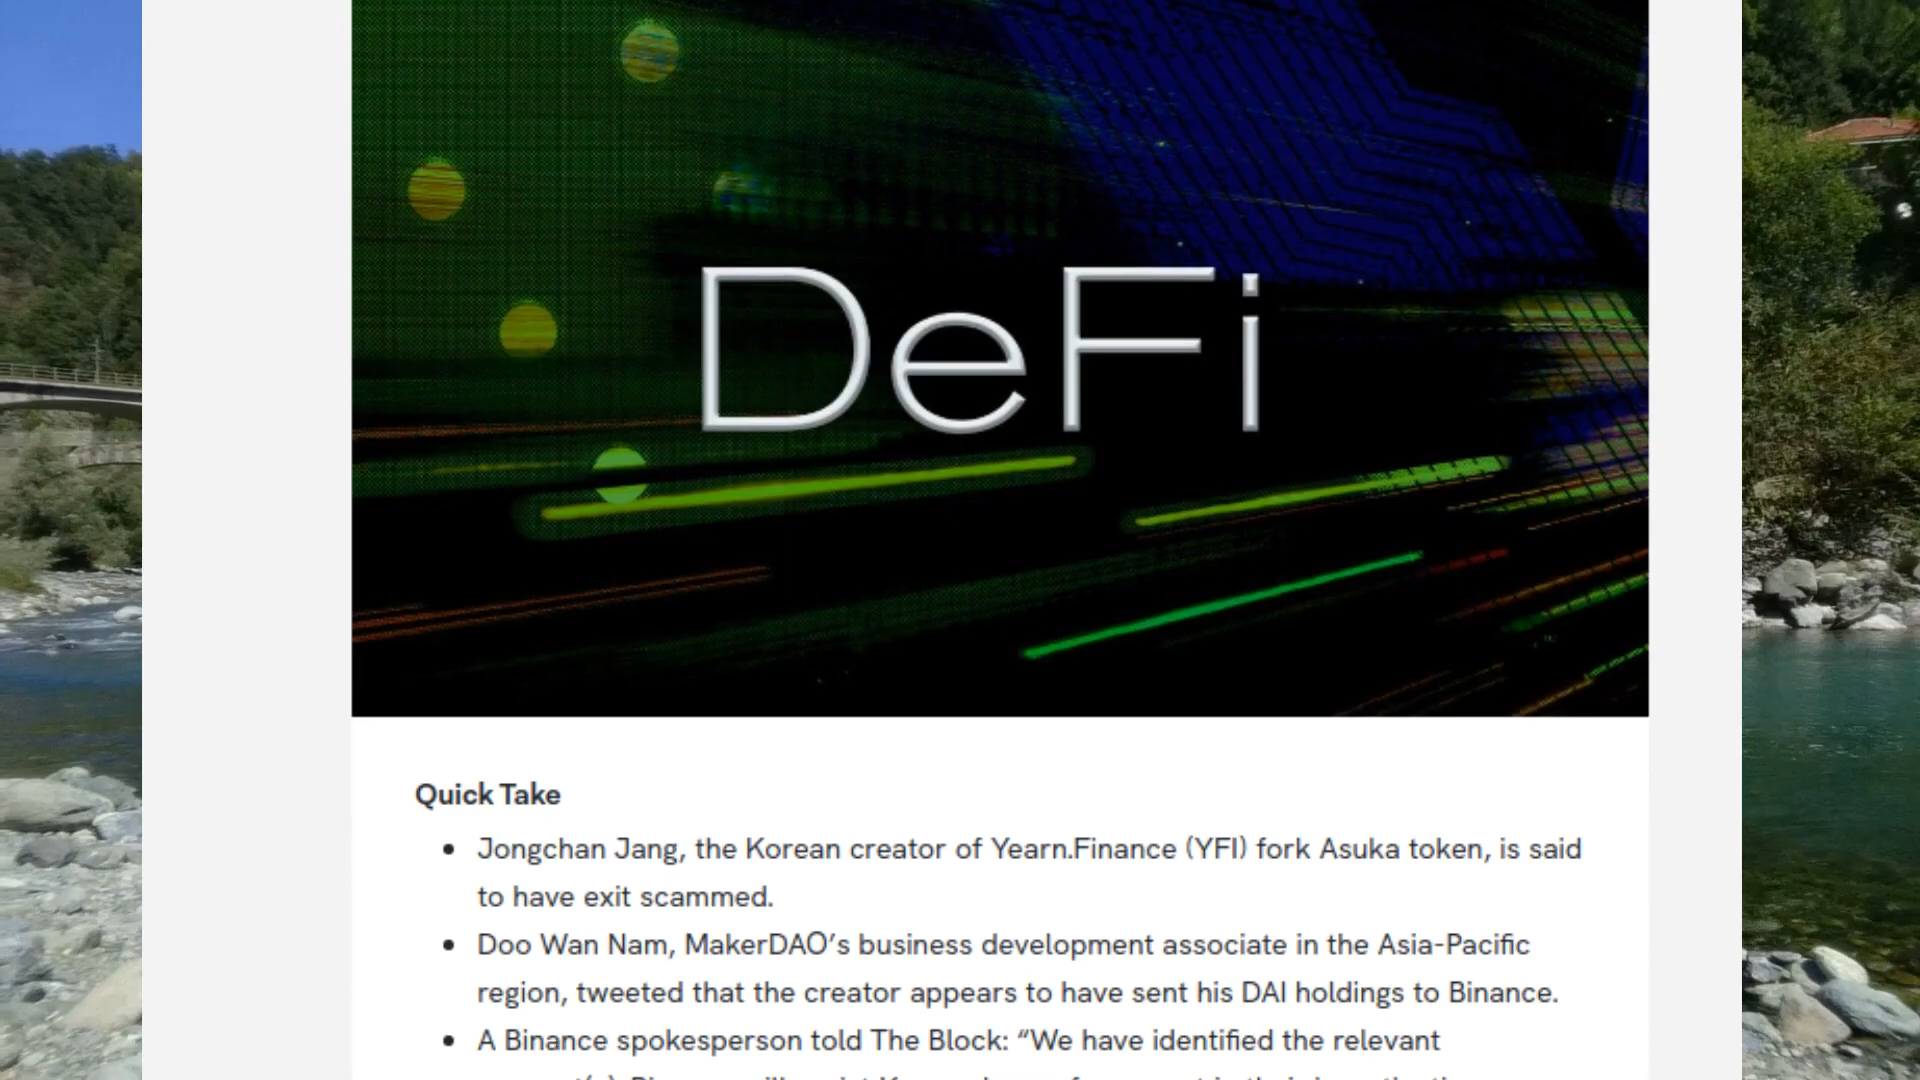 DeFi
Quick Take
Jongchan Jang, the Korean creator of Yearn.Finance (YFI) fork Asuka token, is said
to have exit scammed.
Doo Wan Nam, MakerDAO’s business development associate in the Asia-Pacific
region, tweeted that the creator appears to have sent his DAI holdings to Binance.
A Binance spokesperson told The Block: “We have identified the relevant